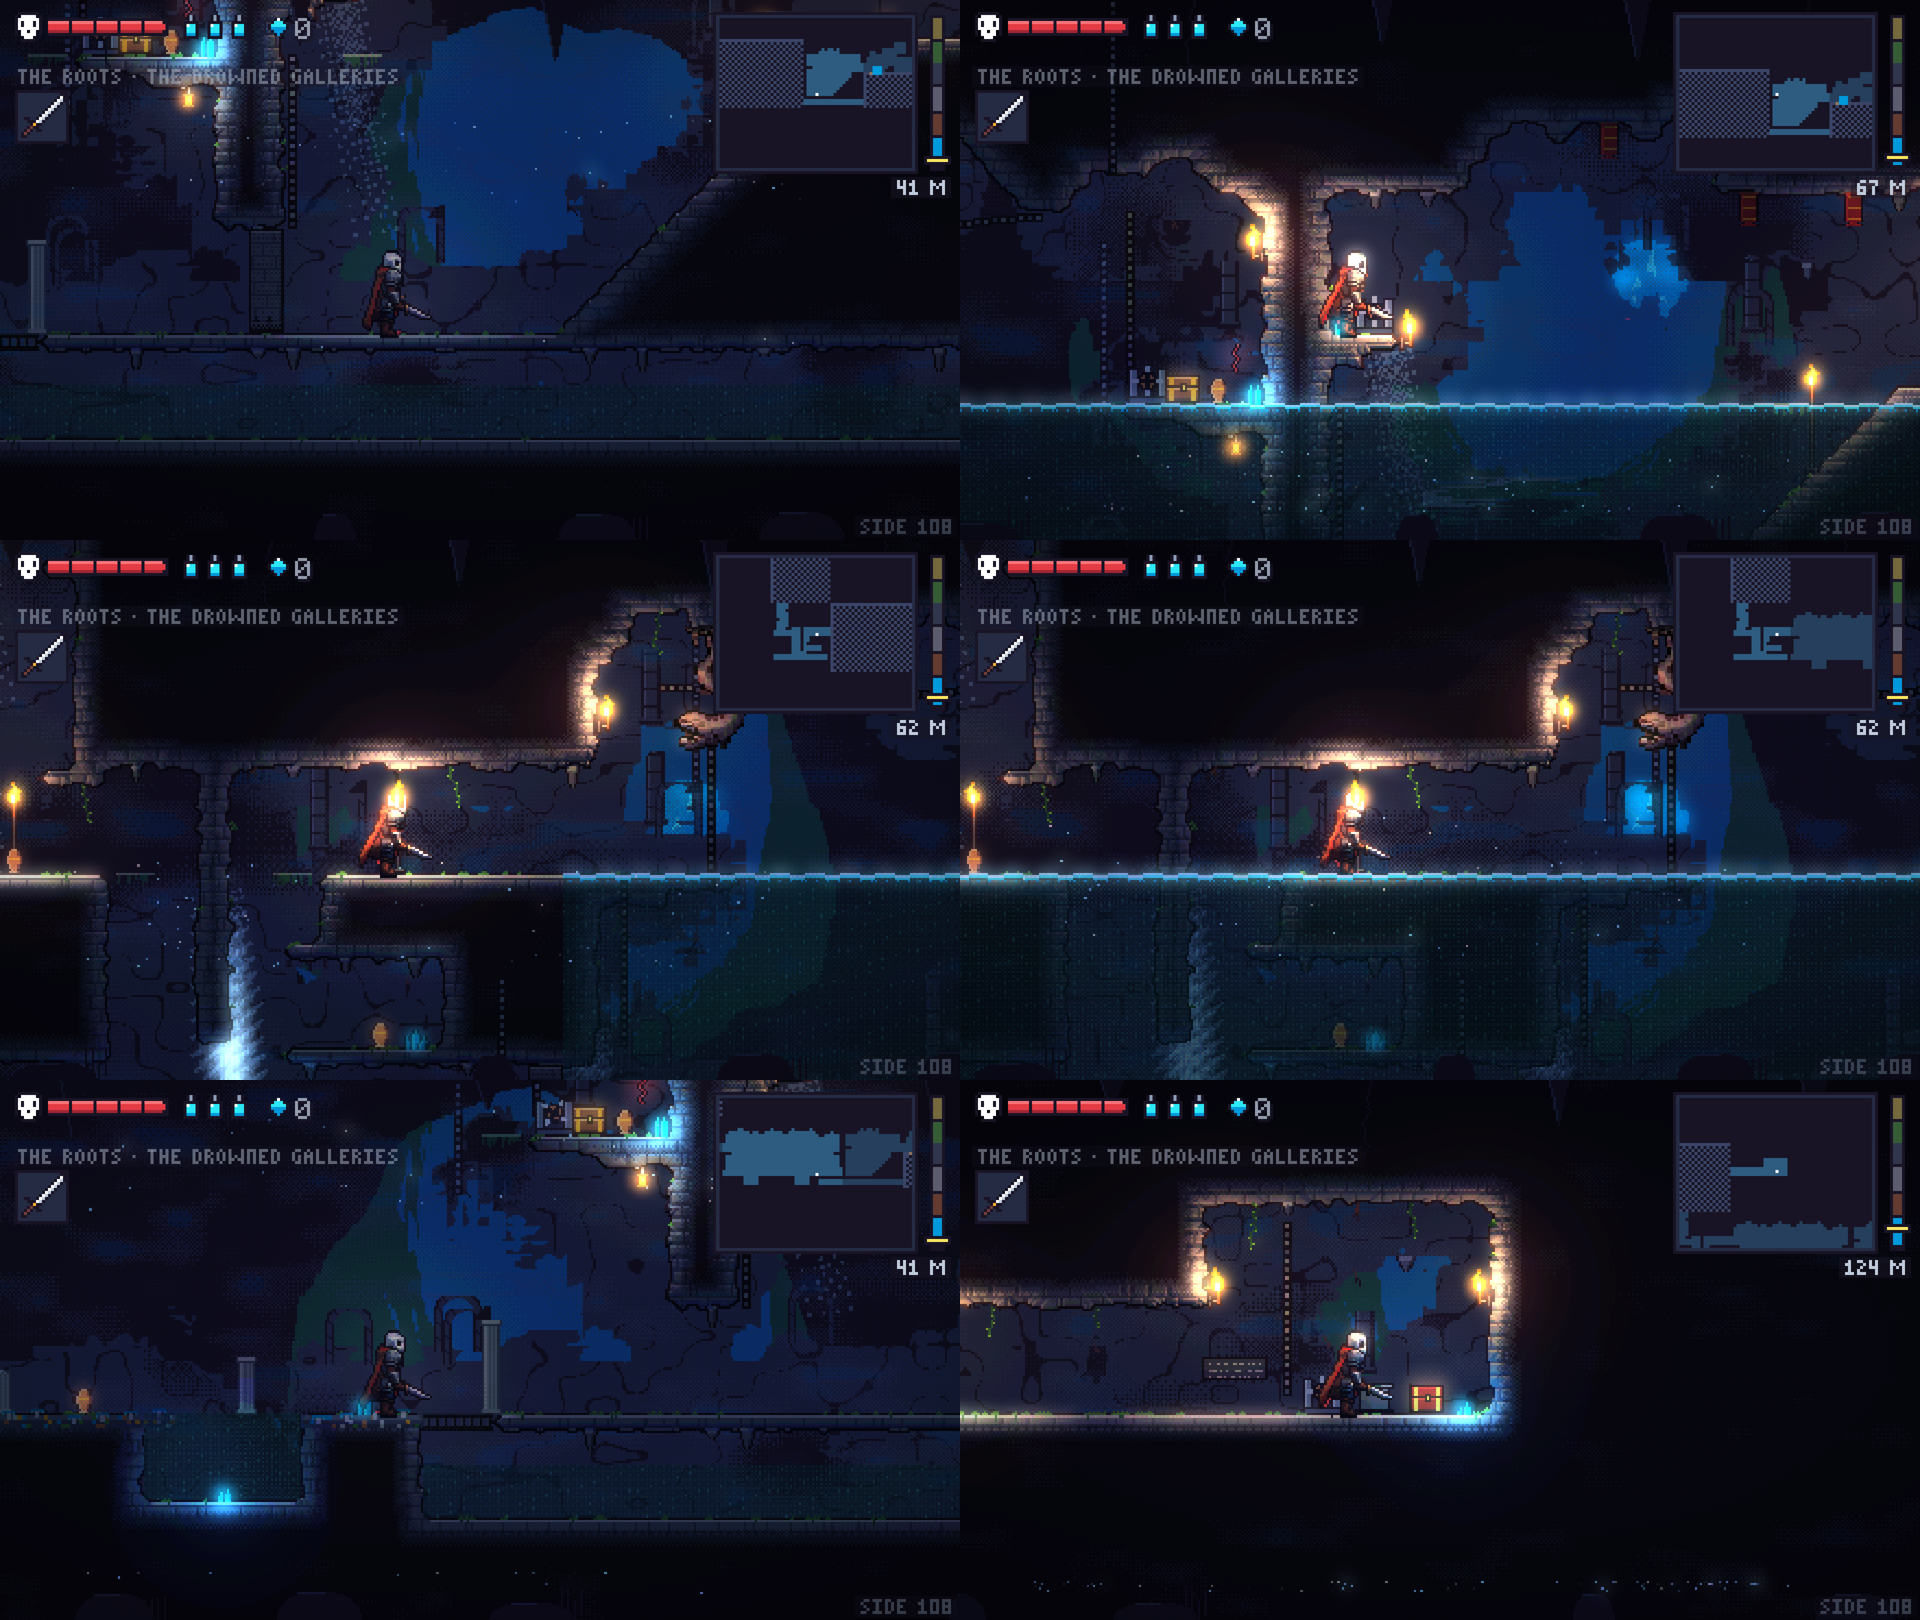 0
THE ROOTS · THE DROWNED GALLERIES
41 M
SIDE 108
0
THE ROOTS · THE DROWNED GALLERIES
67 M
SIDE 108
0
THE ROOTS · THE DROWNED GALLERIES
62 M
SIDE 108
0
THE ROOTS · THE DROWNED GALLERIES
62 M
SIDE 108
0
THE ROOTS · THE DROWNED GALLERIES
41 M
SIDE 108
0
THE ROOTS · THE DROWNED GALLERIES
124 M
SIDE 108